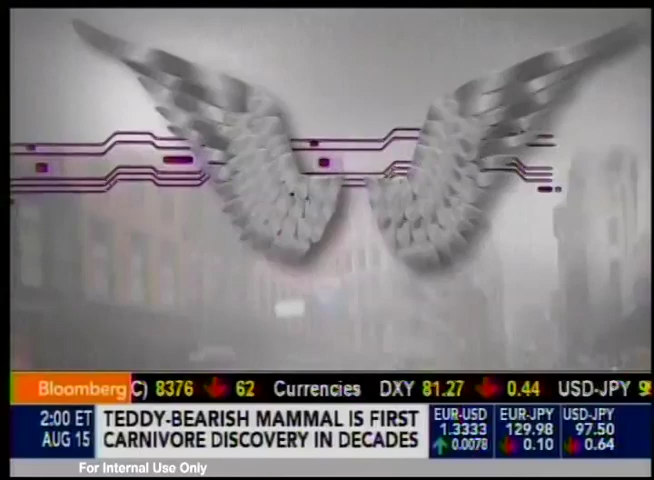 Bloomberg C) 8376 62 Currencies DXY 81.27 0.44 USD-JPY
2:00 ET
AUG 15
TEDDY-BEARISH MAMMAL IS FIRST
CARNIVORE DISCOVERY IN DECADES
EUR-USD EUR-JPY USD-JPY
1.3333 129.98 97.50
0.0078 0.10 0.64
For Internal Use Only